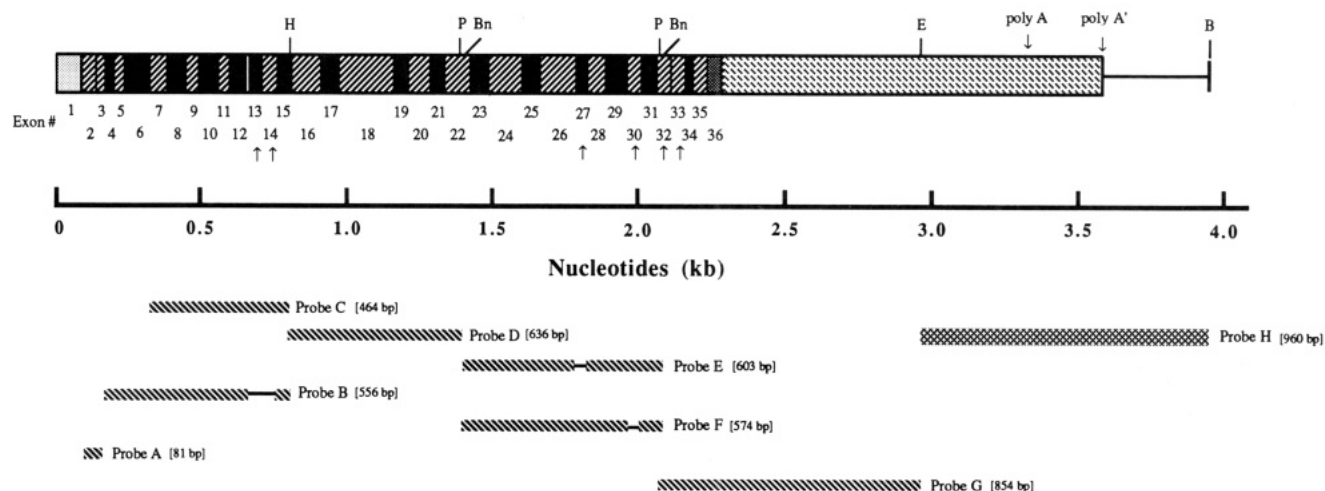 H P Bn P Bn E poly A poly A' B
↓ ↓
1 3 5 7 9 11 13 15 17 19 21 23 25 27 29 31 33 35
Exon #
2 4 6 8 10 12 14 16 18 20 22 24 26 28 30 32 34 36
↑ ↑ ↑ ↑ ↑ ↑
0 0.5 1.0 1.5 2.0 2.5 3.0 3.5 4.0
Nucleotides (kb)
Probe C [464 bp]
Probe D [636 bp]
Probe H [960 bp]
Probe E [603 bp]
Probe B [556 bp]
Probe F [574 bp]
Probe A [81 bp]
Probe G [854 bp]